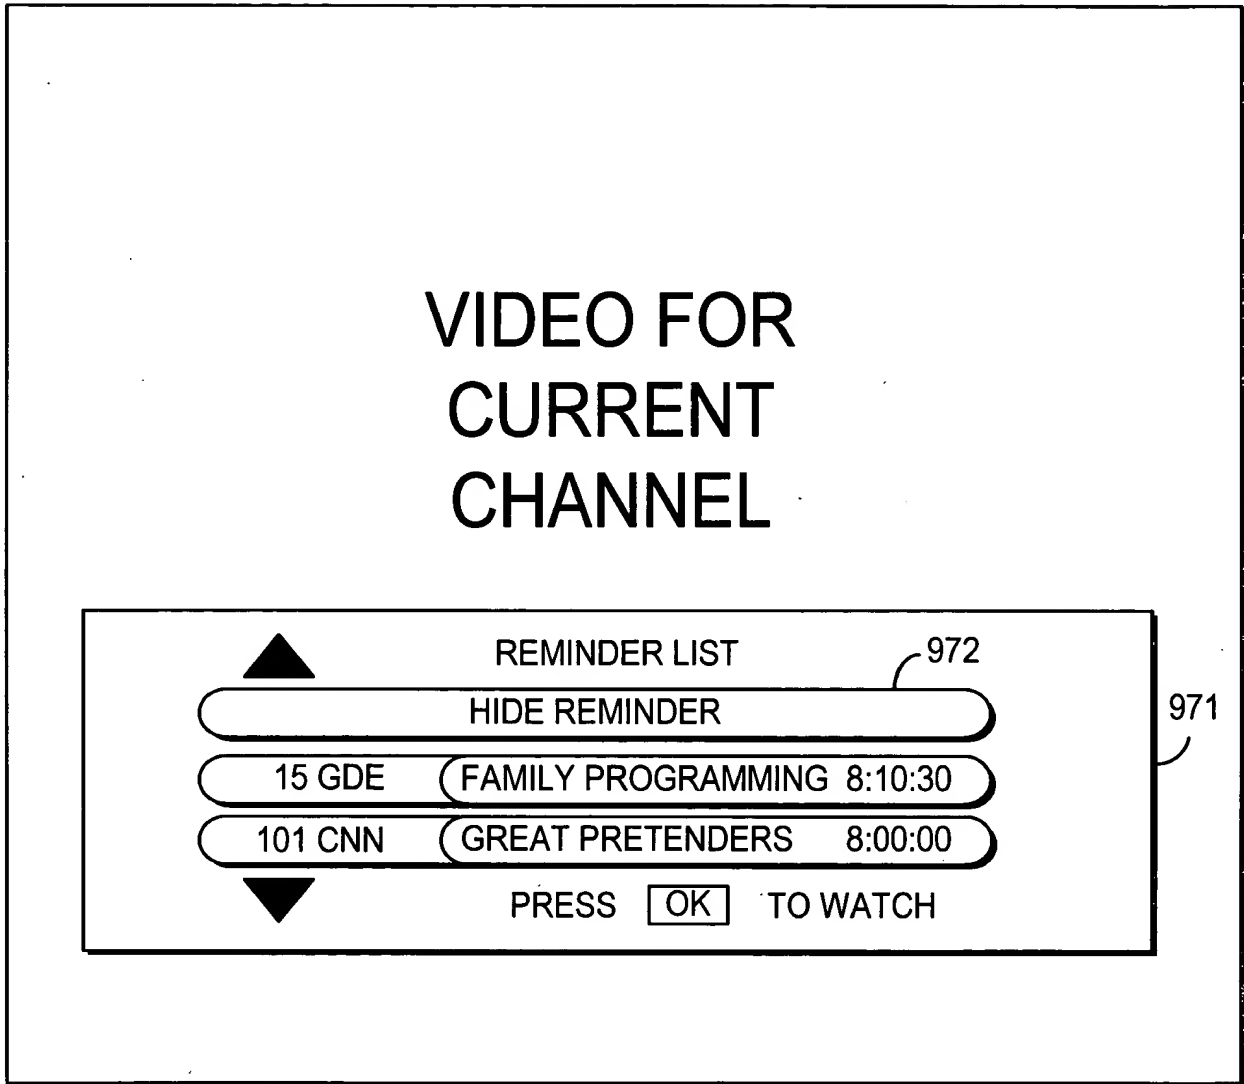 VIDEO FOR
CURRENT
CHANNEL
REMINDER LIST
972
HIDE REMINDER
971
15 GDE FAMILY PROGRAMMING 8:10:30
101 CNN GREAT PRETENDERS 8:00:00
PRESS OK TO WATCH